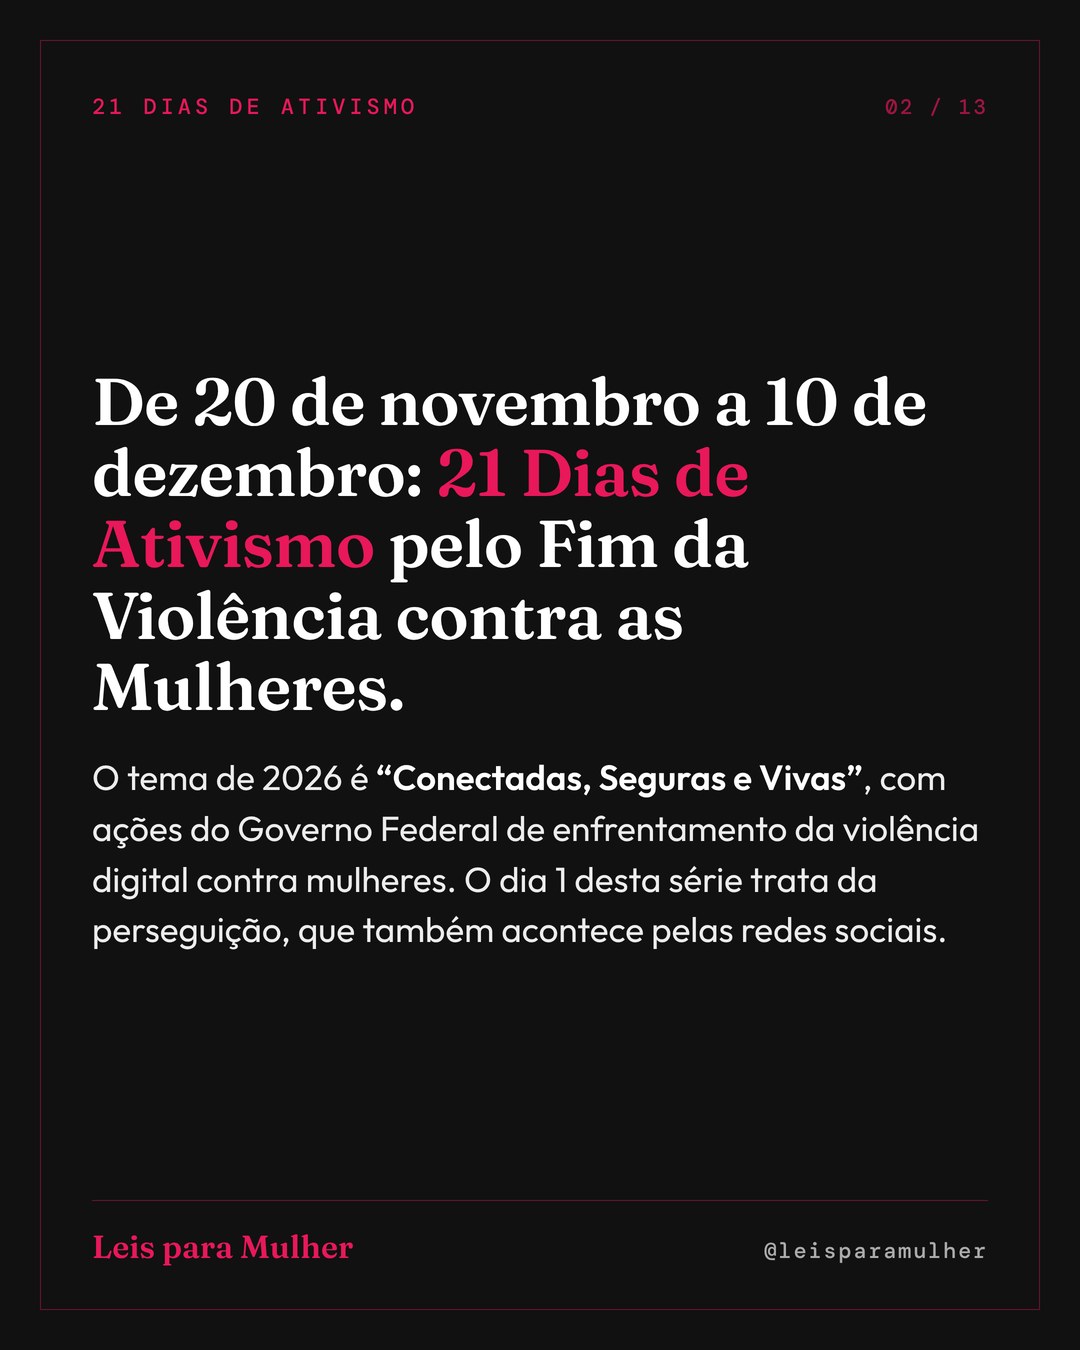 21 DIAS DE ATIVISMO
02 / 13
De 20 de novembro a 10 de
dezembro: 21 Dias de
Ativismo pelo Fim da
Violência contra as
Mulheres.
O tema de 2026 é “Conectadas, Seguras e Vivas”, com
ações do Governo Federal de enfrentamento da violência
digital contra mulheres. O dia 1 desta série trata da
perseguição, que também acontece pelas redes sociais.
Leis para Mulher
@leisparamulher